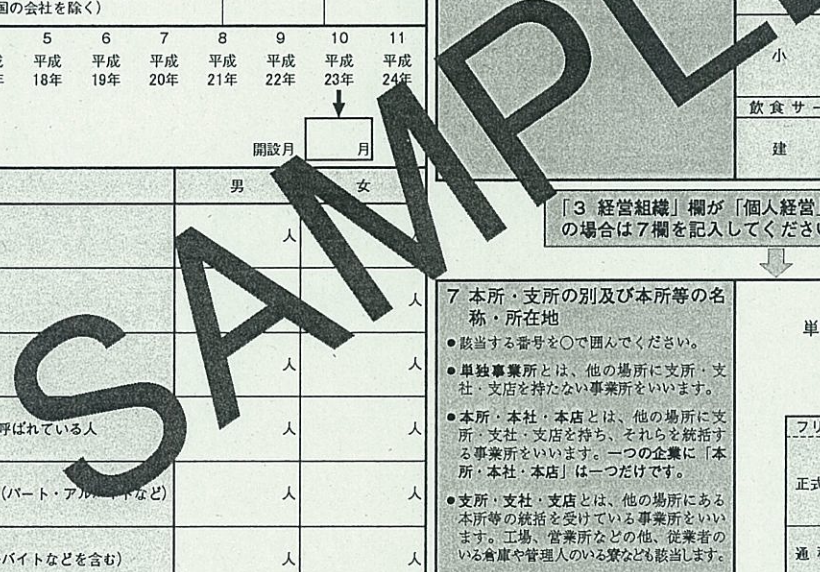 国の会社を除く)
5 6 7 8 9 10 11
平成 平成 平成 平成 平成 平成 平成
18年 19年 20年 21年 22年 23年 24年
開設月 月
男 女
人
人
人
呼ばれている人 人
(パート・アルバイトなど) 人
バイトなどを含む) 人
小
飲食サー
建
「3 経営組織」欄が「個人経営」
の場合は7欄を記入してくださ
7 本所・支所の別及び本所等の名
称・所在地
●該当する番号を○で囲んでください。
●単独事業所とは、他の場所に支所・支
社・支店を持たない事業所をいいます。
●本所・本社・本店とは、他の場所に支
所・支社・支店を持ち、それらを統括す
る事業所をいいます。一つの企業に「本
所・本社・本店」は一つだけです。
●支所・支社・支店とは、他の場所にある
本所等の統括を受けている事業所をいい
ます。工場、営業所などの他、従業者の
いる倉庫や管理人のいる寮なども該当します。
単
フリ
正式
通
SAMPL